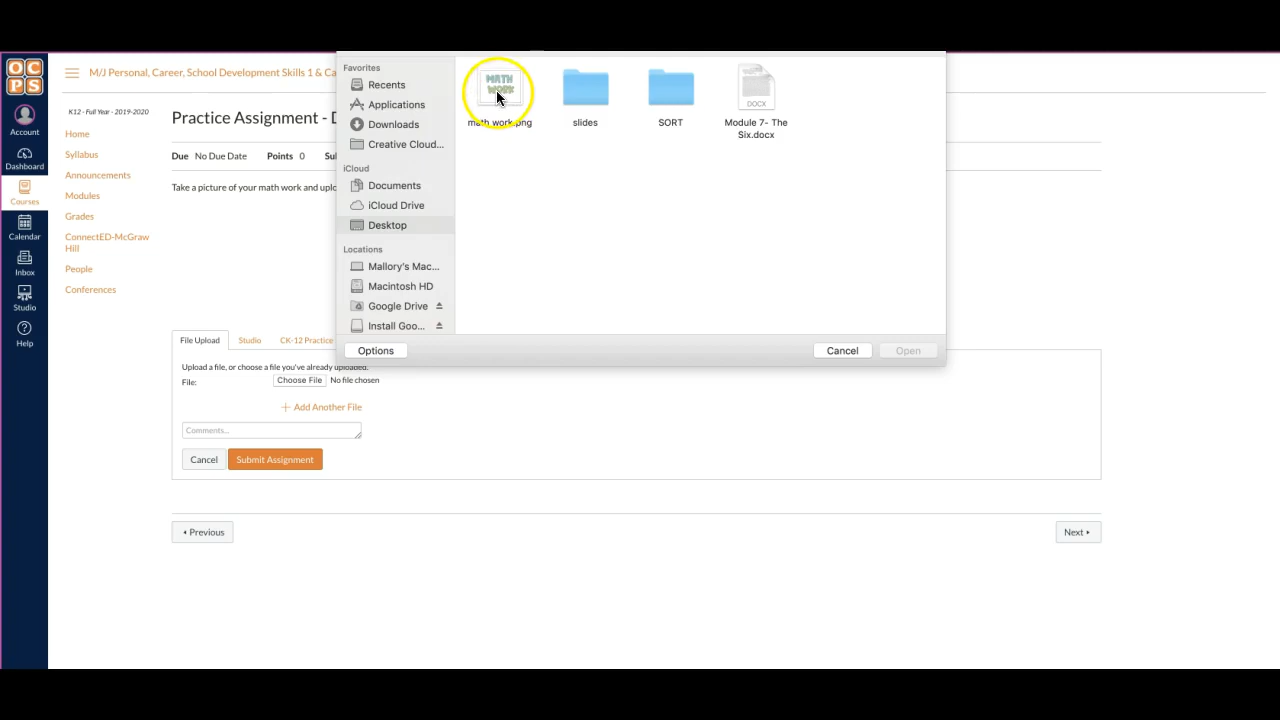 OC
PS
Account
Dashboard
Courses
Calendar
Inbox
Studio
Help
M/J Personal, Career, School Development Skills 1 & Ca
K12 - Full Year - 2019-2020
Home
Syllabus
Announcements
Modules
Grades
ConnectED-McGraw
Hill
People
Conferences
Practice Assignment - D
Due No Due Date Points 0 Sub
Take a picture of your math work and uplo
Favorites
Recents
Applications
Downloads
Creative Cloud...
iCloud
Documents
iCloud Drive
Desktop
Locations
Mallory's Mac...
Macintosh HD
Google Drive
Install Goo...
MATH
WORK
math work.png
slides
SORT
DOCX
Module 7- The
Six.docx
Options
Cancel
Open
File Upload
Studio
CK-12 Practice
Upload a file, or choose a file you've already uploaded.
File:
Choose File No file chosen
+ Add Another File
Comments...
Cancel
Submit Assignment
Previous
Next